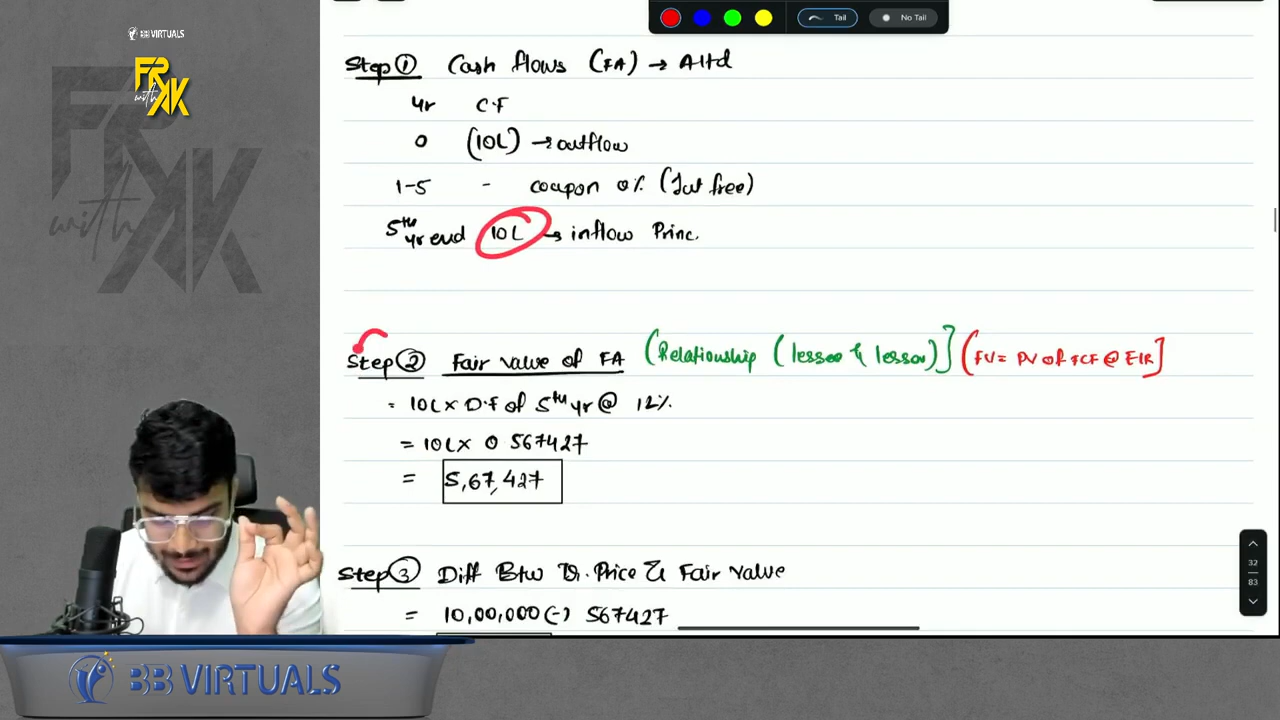 Tail
No Tail
BB VIRTUALS
FR with AK
Step ① Cash flows (FA) → A Ltd
Yr C.F
0 (10L) → outflow
1-5 - coupon 0% (Int free)
5th yr end 10L → inflow Princ.
Step ② Fair value of FA (Relationship (lessee & lessor)] (FV = PV of FCF @ EIR]
= 10L x D.F of 5th yr @ 12%
= 10L x 0 567427
= 5,67,427
Step ③ Diff Btw Tr. Price & Fair value
= 10,00,000 (-) 567427
32
83
BB VIRTUALS